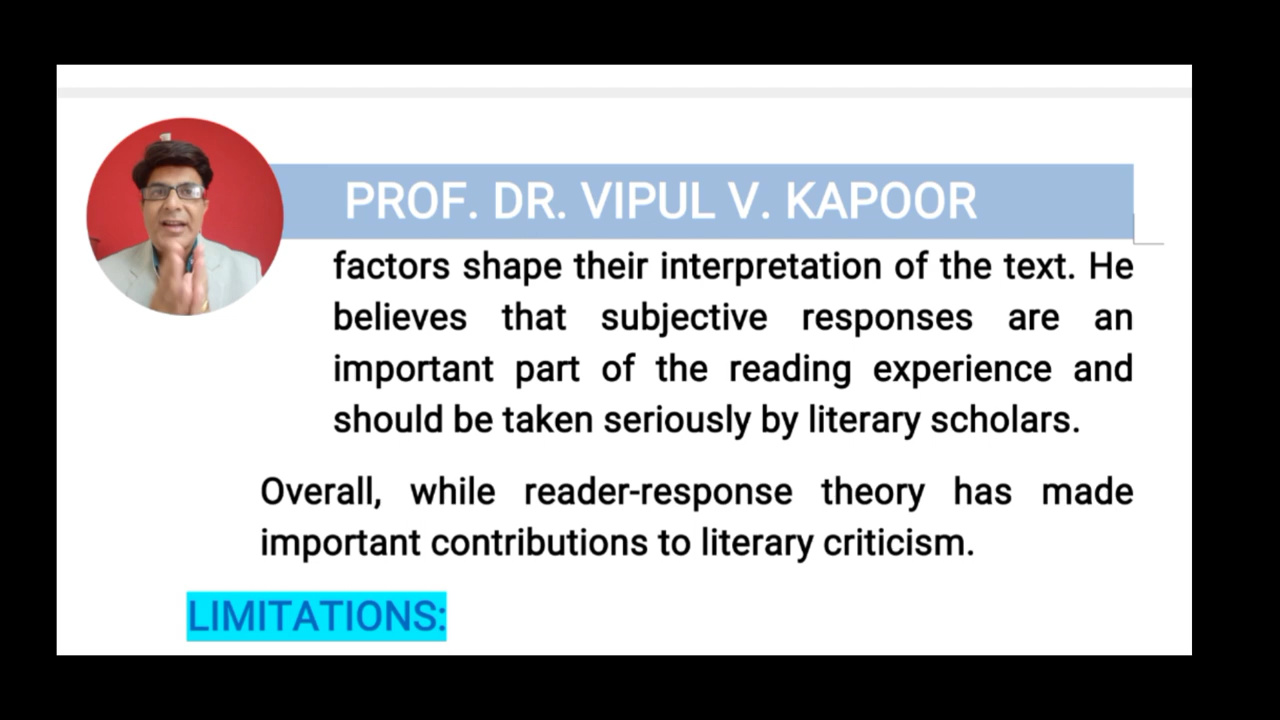 PROF. DR. VIPUL V. KAPOOR
factors shape their interpretation of the text. He
believes that subjective responses are an
important part of the reading experience and
should be taken seriously by literary scholars.
Overall, while reader-response theory has made
important contributions to literary criticism.
LIMITATIONS: